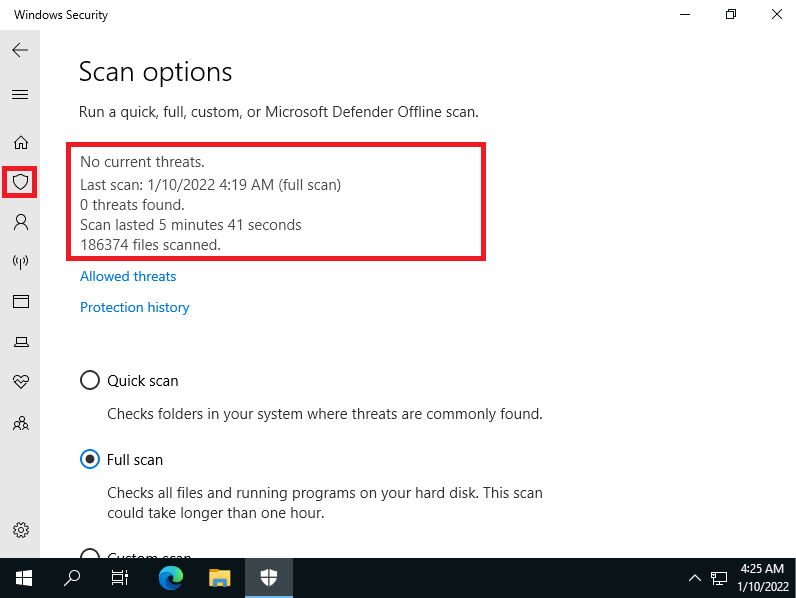 Windows Security
Scan options
Run a quick, full, custom, or Microsoft Defender Offline scan.
No current threats.
Last scan: 1/10/2022 4:19 AM (full scan)
0 threats found.
Scan lasted 5 minutes 41 seconds
186374 files scanned.
Allowed threats
Protection history
Quick scan
Checks folders in your system where threats are commonly found.
Full scan
Checks all files and running programs on your hard disk. This scan
could take longer than one hour.
Custom scan
4:25 AM
1/10/2022